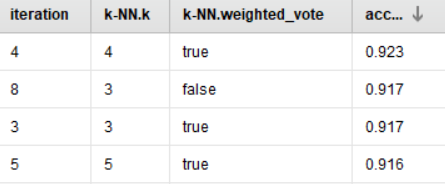 iteration k-NN.k k-NN.weighted_vote acc... ↓
4 4 true 0.923
8 3 false 0.917
3 3 true 0.917
5 5 true 0.916